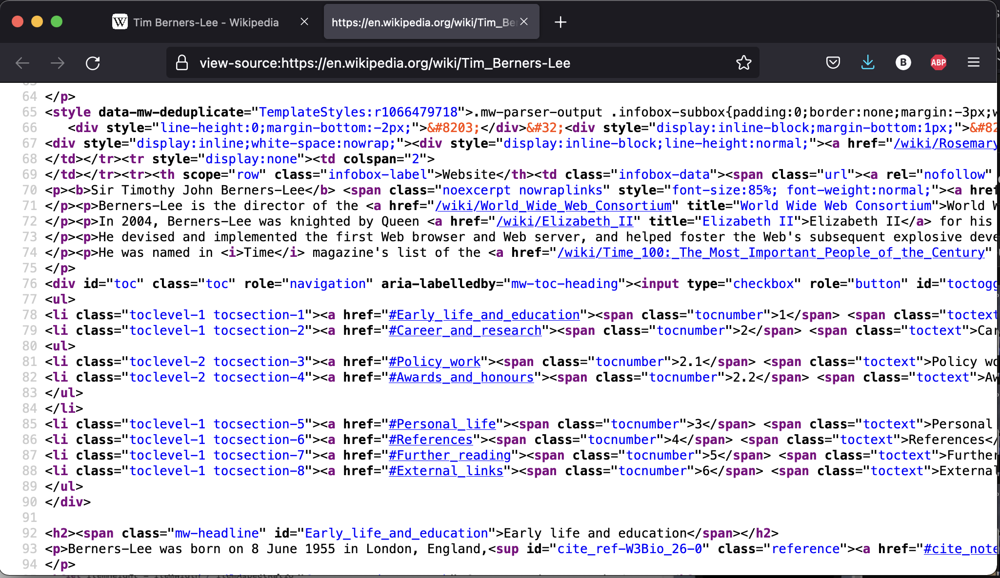 Tim Berners-Lee - Wikipedia
https://en.wikipedia.org/wiki/Tim_Be
view-source:https://en.wikipedia.org/wiki/Tim_Berners-Lee
B
ABP
64 </p>
65 <style data-mw-deduplicate="TemplateStyles:r1066479718">.mw-parser-output .infobox-subbox{padding:0;border:none;margin:-3px;w
66 <div style="line-height:0;margin-bottom:-2px;">&#8203;</div>&#32;<div style="display:inline-block;margin-bottom:1px;">&#82
67 <div style="display:inline;white-space:nowrap;"><div style="display:inline-block;line-height:normal;"><a href="/wiki/Rosemary
68 </td></tr><tr style="display:none"><td colspan="2">
69 </td></tr><tr><th scope="row" class="infobox-label">Website</th><td class="infobox-data"><span class="url"><a rel="nofollow"
70 <p><b>Sir Timothy John Berners-Lee</b> <span class="noexcerpt nowraplinks" style="font-size:85%; font-weight:normal;"><a href
71 </p><p>Berners-Lee is the director of the <a href="/wiki/World_Wide_Web_Consortium" title="World Wide Web Consortium">World W
72 </p><p>In 2004, Berners-Lee was knighted by Queen <a href="/wiki/Elizabeth_II" title="Elizabeth II">Elizabeth II</a> for his
73 </p><p>He devised and implemented the first Web browser and Web server, and helped foster the Web's subsequent explosive deve
74 </p><p>He was named in <i>Time</i> magazine's list of the <a href="/wiki/Time_100:_The_Most_Important_People_of_the_Century"
75 </p>
76 <div id="toc" class="toc" role="navigation" aria-labelledby="mw-toc-heading"><input type="checkbox" role="button" id="toctogg
77 <ul>
78 <li class="toclevel-1 tocsection-1"><a href="#Early_life_and_education"><span class="tocnumber">1</span> <span class="toctext
79 <li class="toclevel-1 tocsection-2"><a href="#Career_and_research"><span class="tocnumber">2</span> <span class="toctext">Car
80 <ul>
81 <li class="toclevel-2 tocsection-3"><a href="#Policy_work"><span class="tocnumber">2.1</span> <span class="toctext">Policy wo
82 <li class="toclevel-2 tocsection-4"><a href="#Awards_and_honours"><span class="tocnumber">2.2</span> <span class="toctext">Aw
83 </ul>
84 </li>
85 <li class="toclevel-1 tocsection-5"><a href="#Personal_life"><span class="tocnumber">3</span> <span class="toctext">Personal
86 <li class="toclevel-1 tocsection-6"><a href="#References"><span class="tocnumber">4</span> <span class="toctext">References</
87 <li class="toclevel-1 tocsection-7"><a href="#Further_reading"><span class="tocnumber">5</span> <span class="toctext">Further
88 <li class="toclevel-1 tocsection-8"><a href="#External_links"><span class="tocnumber">6</span> <span class="toctext">External
89 </ul>
90 </div>
91
92 <h2><span class="mw-headline" id="Early_life_and_education">Early life and education</span></h2>
93 <p>Berners-Lee was born on 8 June 1955 in London, England,<sup id="cite_ref-W3Bio_26-0" class="reference"><a href="#cite_note
94 </p>